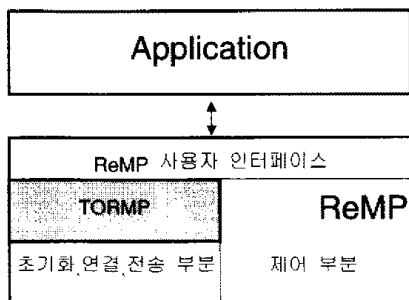 Application
ReMP 사용자 인터페이스
TORMP
ReMP
초기화,연결,전송 부분
제어 부분